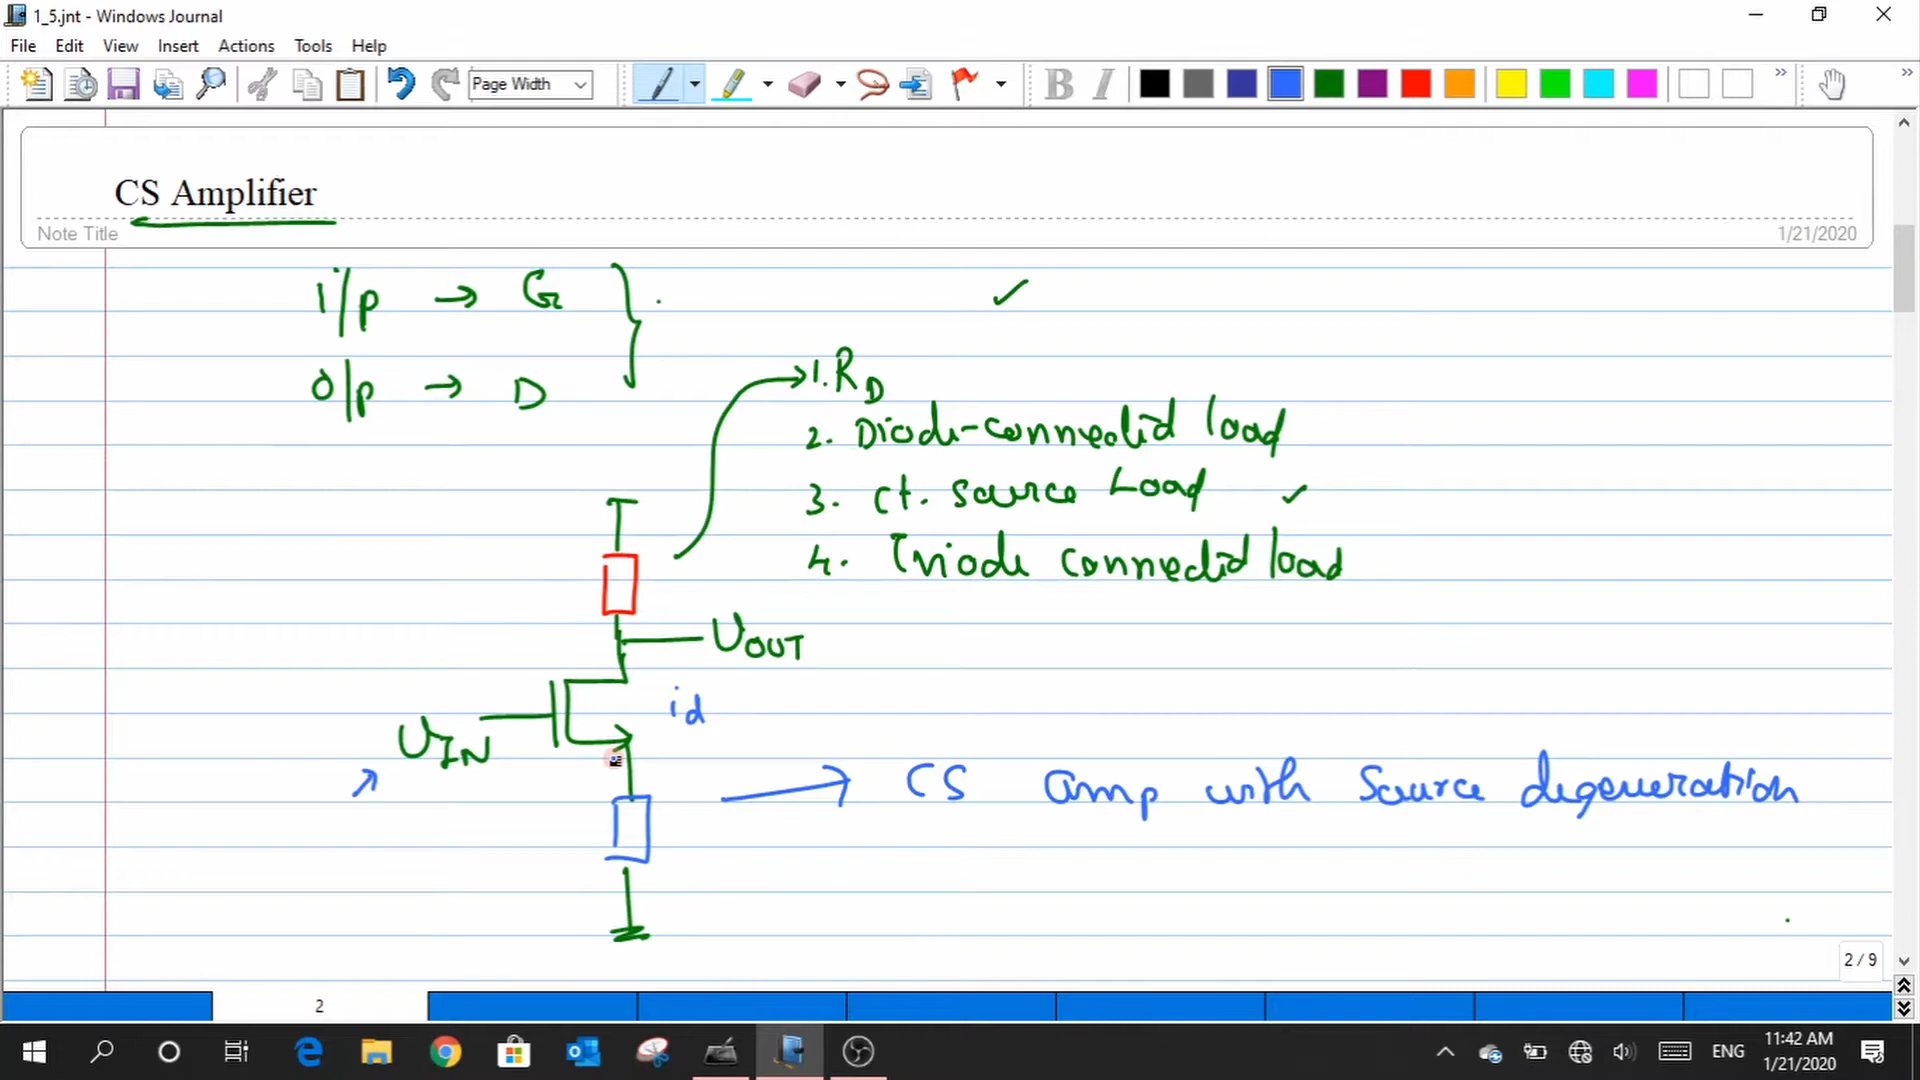 1_5.jnt - Windows Journal
File Edit View Insert Actions Tools Help
Page Width
B I
CS Amplifier
Note Title
1/21/2020
i/p → G
o/p → D
1. RD
2. Diode-connected load
3. Ct. Source Load ✓
4. Triode connected load
VOUT
id
VIN
CS amp with Source degeneration
2 / 9
2
ENG
11:42 AM
1/21/2020